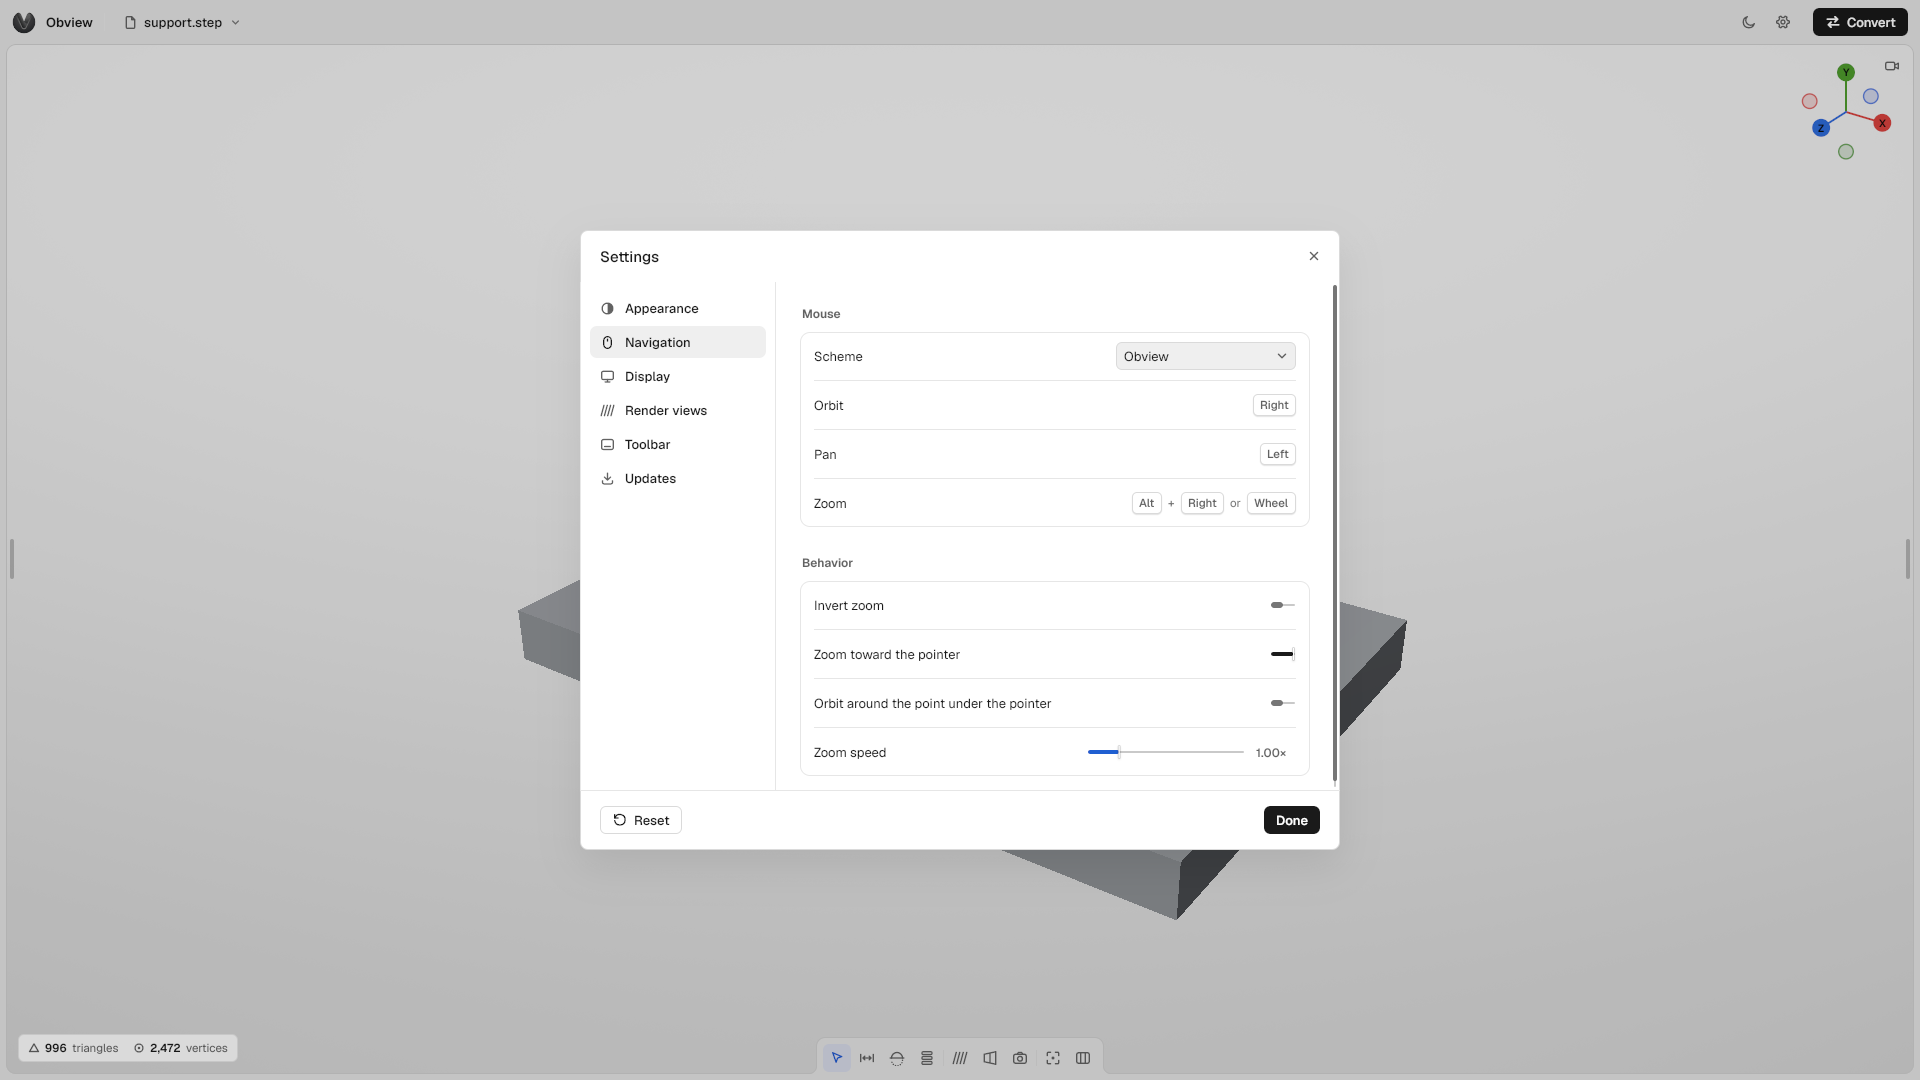 Obview
support.step
Convert
Y
X
Z
Settings
Appearance
Navigation
Display
Render views
Toolbar
Updates
Mouse
Scheme
Obview
Orbit
Right
Pan
Left
Zoom
Alt + Right or Wheel
Behavior
Invert zoom
Zoom toward the pointer
Orbit around the point under the pointer
Zoom speed
1.00×
Reset
Done
996 triangles
2,472 vertices